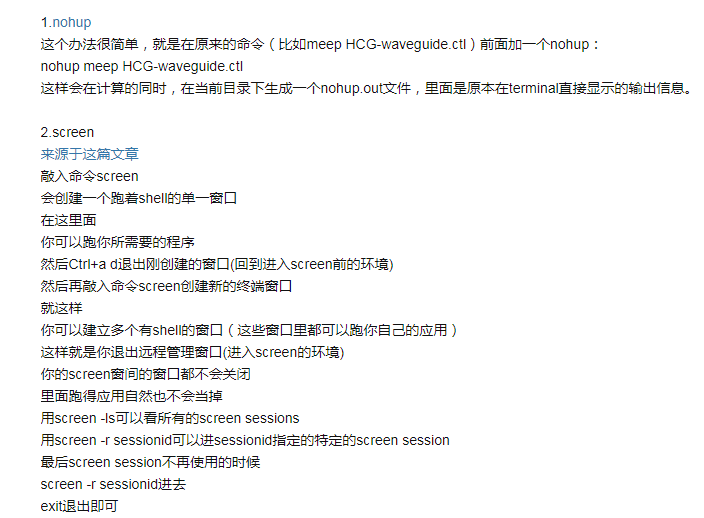 1.nohup
这个办法很简单，就是在原来的命令（比如meep HCG-waveguide.ctl）前面加一个nohup：
nohup meep HCG-waveguide.ctl
这样会在计算的同时，在当前目录下生成一个nohup.out文件，里面是原本在terminal直接显示的输出信息。
2.screen
来源于这篇文章
敲入命令screen
会创建一个跑着shell的单一窗口
在这里面
你可以跑你所需要的程序
然后Ctrl+a d退出刚创建的窗口(回到进入screen前的环境)
然后再敲入命令screen创建新的终端窗口
就这样
你可以建立多个有shell的窗口（这些窗口里都可以跑你自己的应用）
这样就是你退出远程管理窗口(进入screen的环境)
你的screen窗间的窗口都不会关闭
里面跑得应用自然也不会当掉
用screen -ls可以看所有的screen sessions
用screen -r sessionid可以进sessionid指定的特定的screen session
最后screen session不再使用的时候
screen -r sessionid进去
exit退出即可